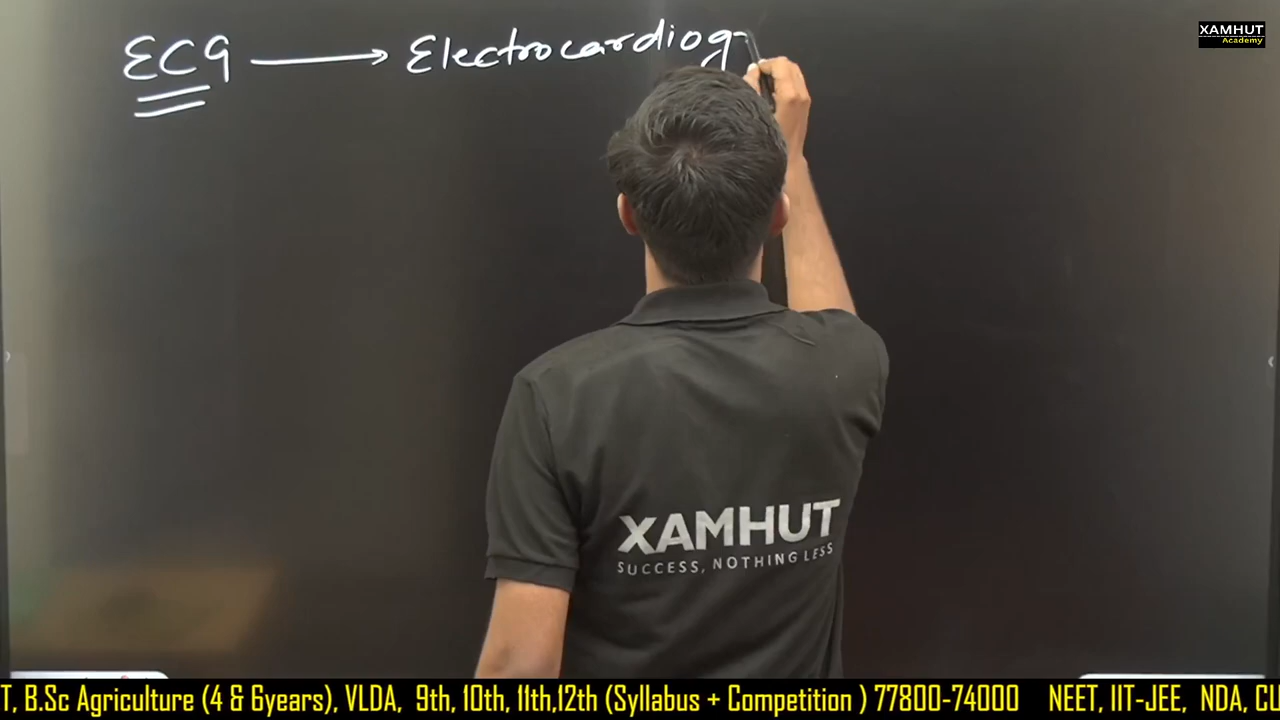 ECG → Electrocardiog
XAMHUT
Academy
XAMHUT
SUCCESS, NOTHING LESS
T, B.Sc Agriculture (4 & 6years), VLDA, 9th, 10th, 11th,12th (Syllabus + Competition ) 77800-74000 NEET, IIT-JEE, NDA, CU